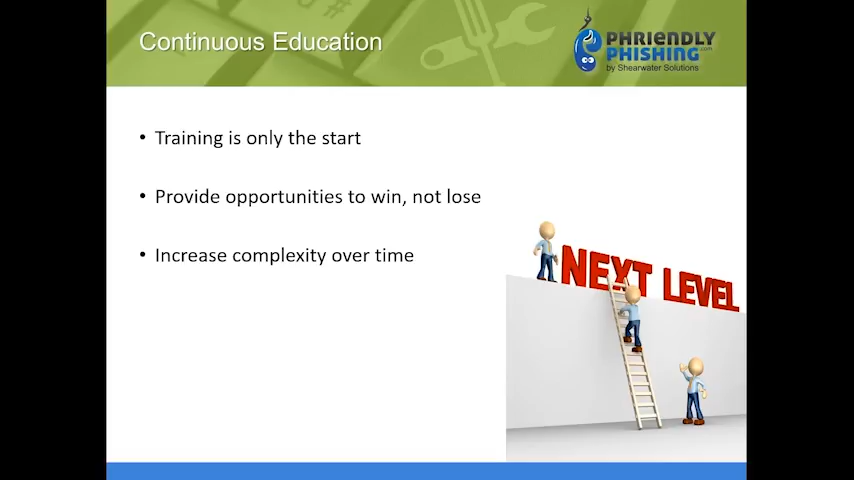 Continuous Education
PHRIENDLY
PHISHING.com
by Shearwater Solutions
• Training is only the start
• Provide opportunities to win, not lose
• Increase complexity over time
NEXT LEVEL